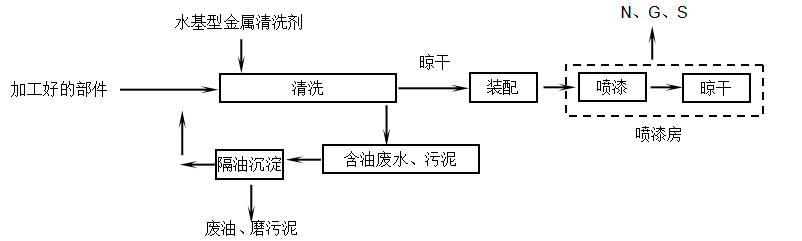 水基型金属清洗剂
N、G、S
加工好的部件
清洗
晾干
装配
喷漆
晾干
喷漆房
隔油沉淀
含油废水、污泥
废油、磨污泥